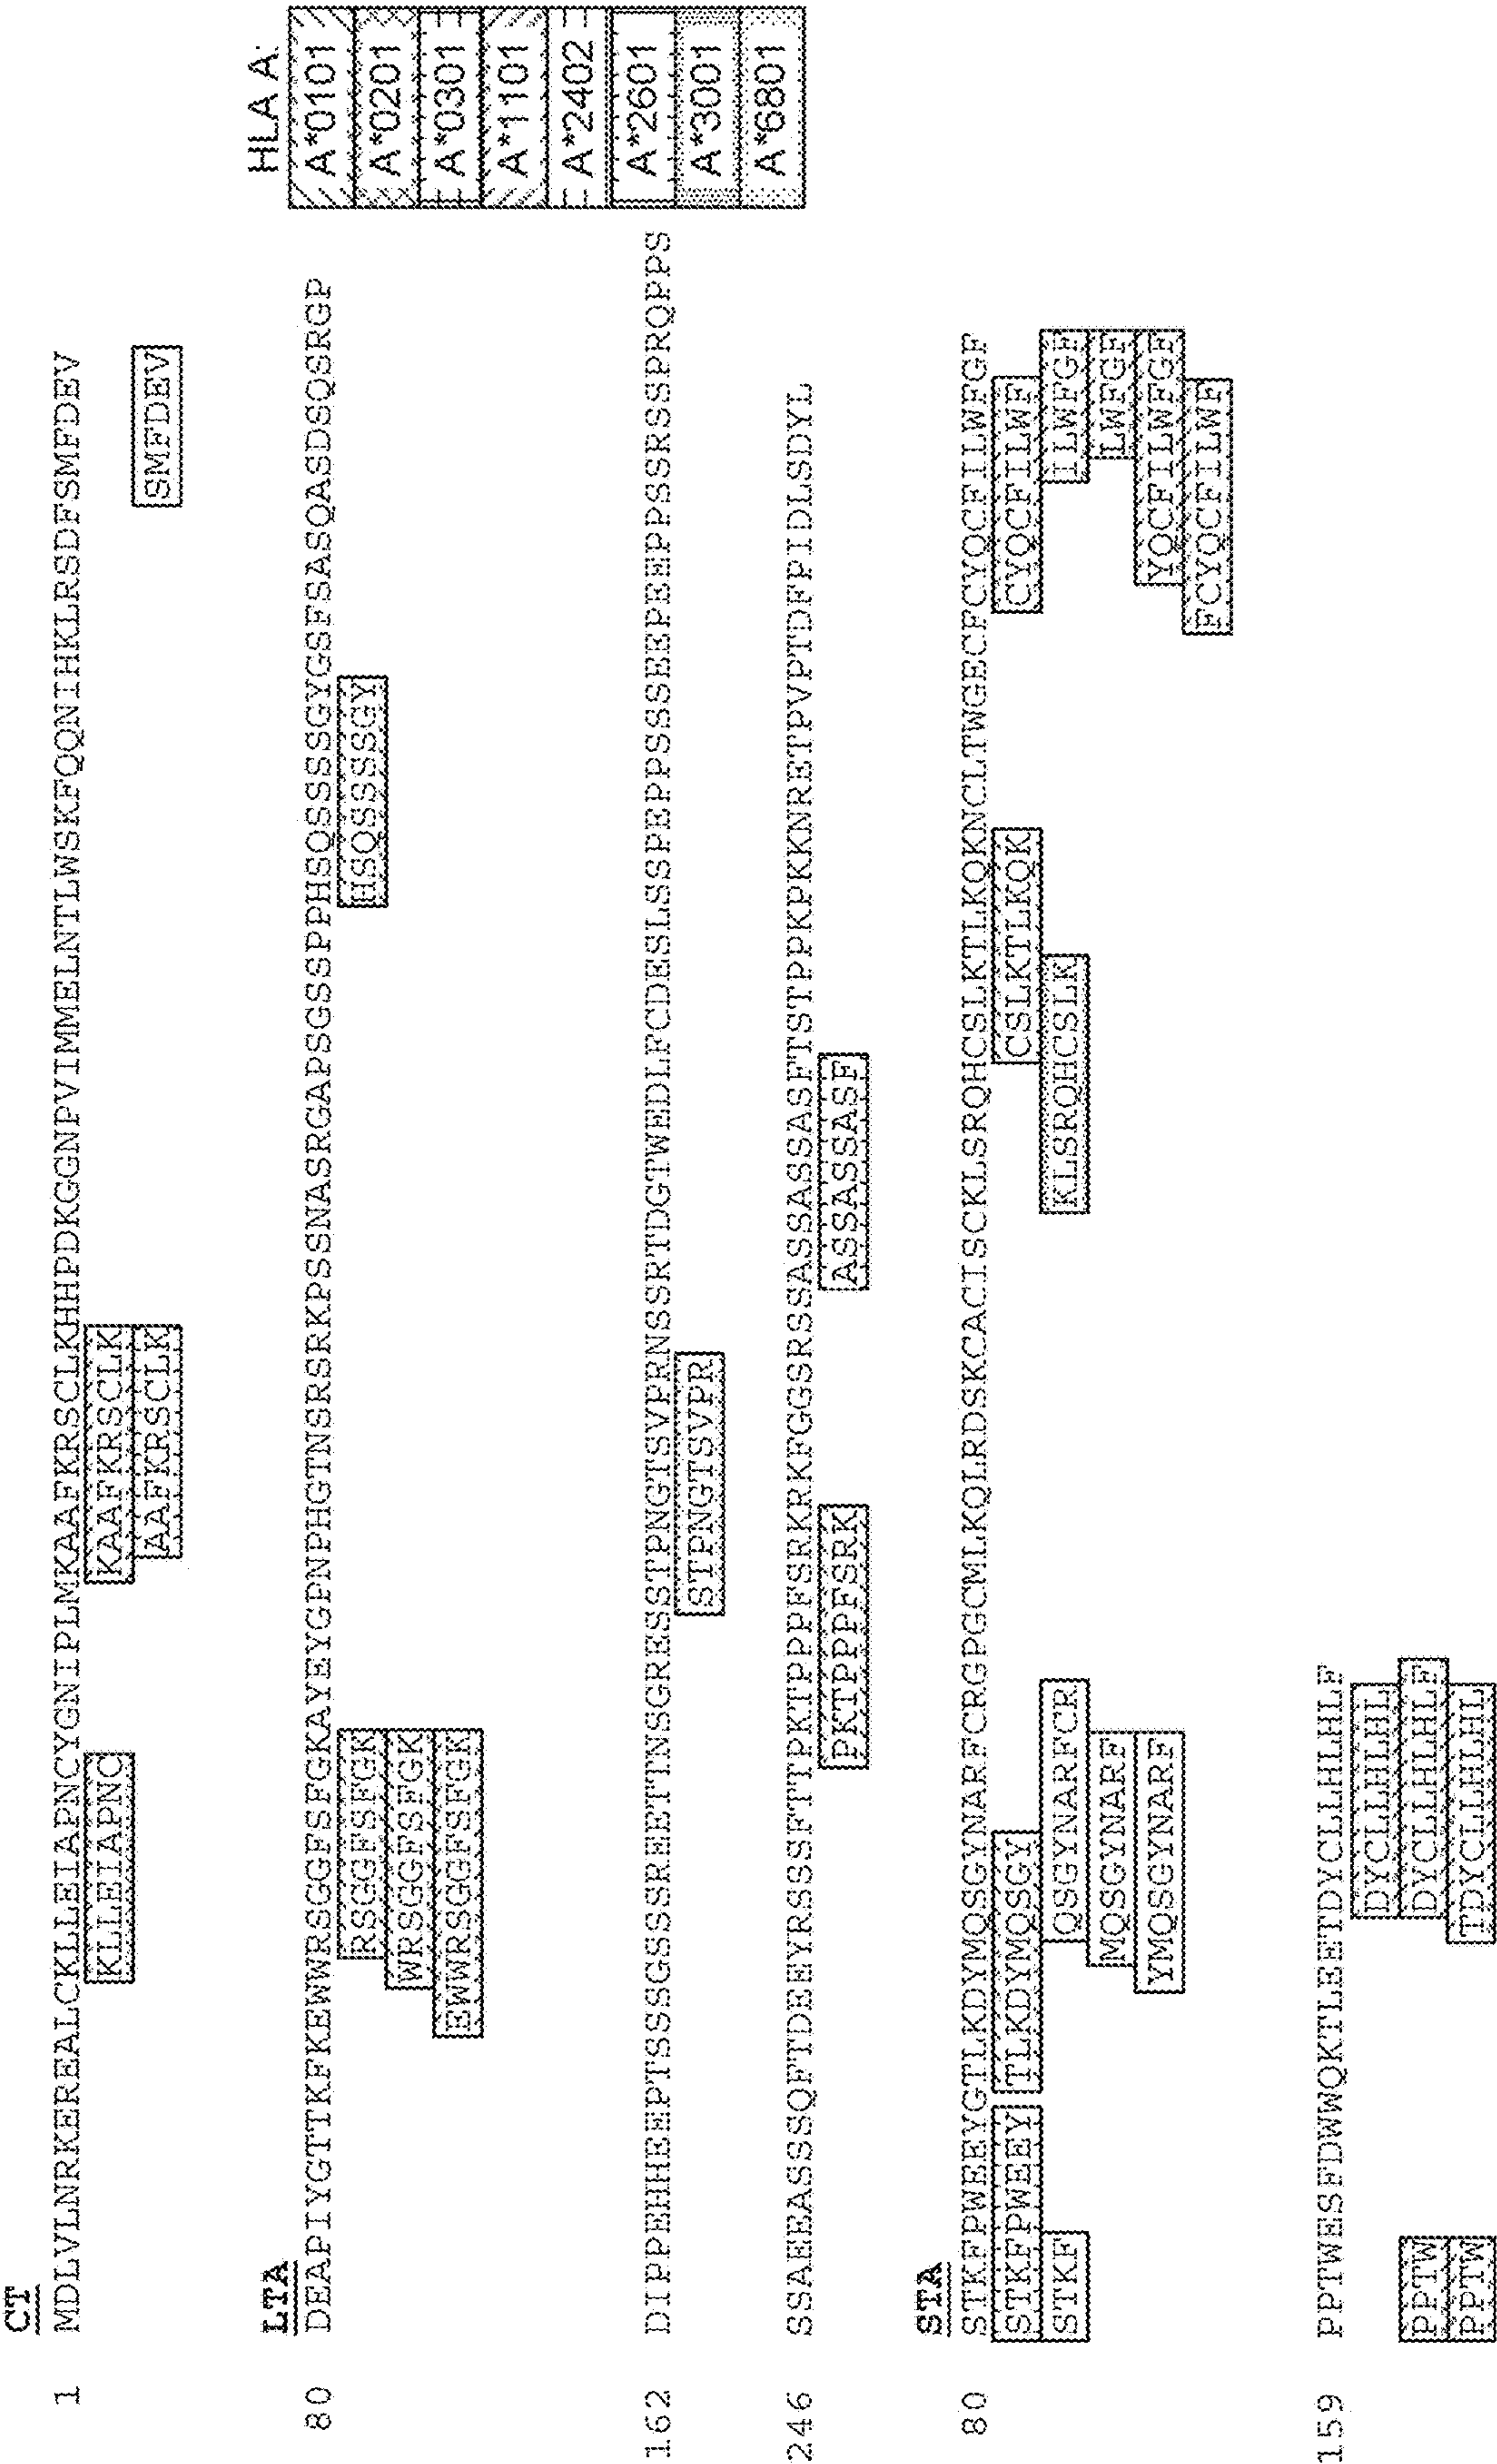 CT
1 MDLVLNRKEREALCKLLEIAPNCYGNIPLMKAAFKRSCLKHHPDKGGNPVIMMELNTLWSKFQQNIHKLRSDFSMFDEV
KLLEIAPNC KAAFKRSCLK
AAFKRSCLK SMFDEV
LTA
80 DEAPIYGTTKFKEWWRSGGFSFGKAYEYGPNPHGTNSRSRKPSSNASRGAPSGSSPPHSQSSSSGYGSFSASQASDSQSRGP
RSGGFSFGK HSQSSSSGY
WRSGGFSFGK
EWWRSGGFSFGK
162 DIPPEHHEEPTSSSGSSSREETTNSGRESSTPNGTSVPRNSSRTDGTWEDLFCDESLSSPEPPSSSEEPEEPPSSRSSPRQPPS
STPNGTSVPR
246 SSAEEASSSQFTDEEYRSSSFTTPKTPPPFSRKRKFGGSRSSASSASSASFTSTPPKPKKNRETPVPTDFPIDLSDYL
PKTPPPFSRK ASSASSASF
STA
80 STKFPWEEYGTLKDYMQSGYNARFCRGPGCMLKQLRDSKCACISCKLSRQHCSLKTLKQKNCLTWGECFCYQCFILWFGF
STKFPWEEY TLKDYMQSGY CSLKTLKQK CYQCFILWF
STKF QSGYNARFCR KLSRQHCSLK ILWFGF
MQSGYNARF LWFGF
YMQSGYNARF YQCFILWFGF
FCYQCFILWF
159 PPTWESFDWWQKTLEETDYCLLHLHLF
DYCLLHLHL
PPTW DYCLLHLHLF
PPTW TDYCLLHLHL
HLA A:
A*0101
A*0201
A*0301
A*1101
A*2402
A*2601
A*3001
A*6801